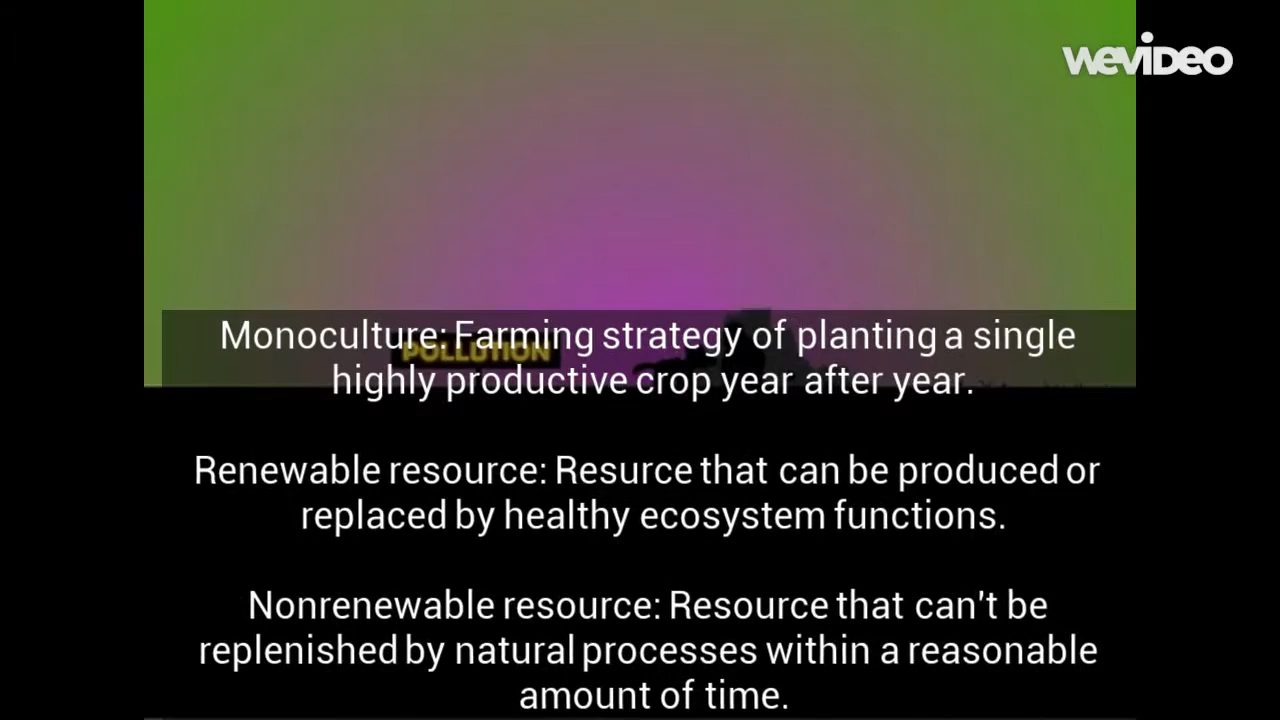 wevideo
Monoculture: Farming strategy of planting a single
POLLUTION
highly productive crop year after year.
Renewable resource: Resurce that can be produced or
replaced by healthy ecosystem functions.
Nonrenewable resource: Resource that can't be
replenished by natural processes within a reasonable
amount of time.